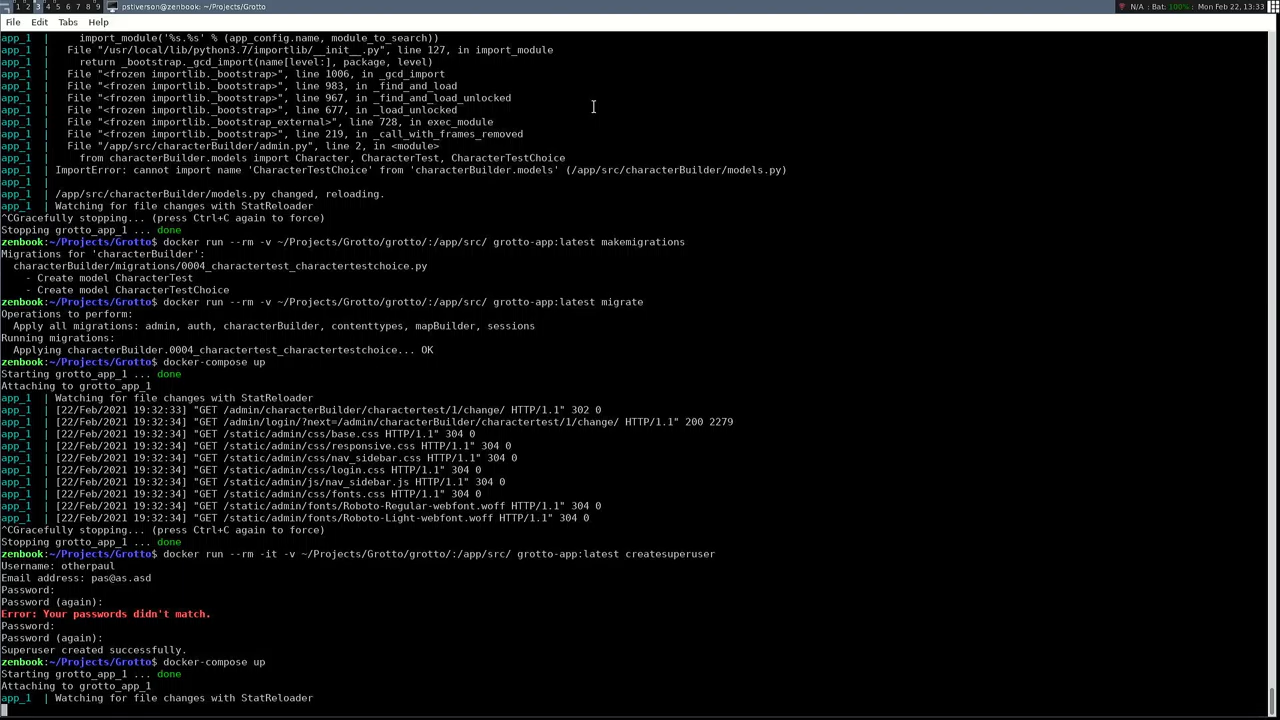 1 2 3 4 5 6 7 8 9 pstiverson@zenbook: ~/Projects/Grotto N/A : Bat: 100% : Mon Feb 22, 13:33
File Edit Tabs Help
app_1 | import_module('%s.%s' % (app_config.name, module_to_search))
app_1 | File "/usr/local/lib/python3.7/importlib/__init__.py", line 127, in import_module
app_1 | return _bootstrap._gcd_import(name[level:], package, level)
app_1 | File "<frozen importlib._bootstrap>", line 1006, in _gcd_import
app_1 | File "<frozen importlib._bootstrap>", line 983, in _find_and_load
app_1 | File "<frozen importlib._bootstrap>", line 967, in _find_and_load_unlocked
app_1 | File "<frozen importlib._bootstrap>", line 677, in _load_unlocked
app_1 | File "<frozen importlib._bootstrap_external>", line 728, in exec_module
app_1 | File "<frozen importlib._bootstrap>", line 219, in _call_with_frames_removed
app_1 | File "/app/src/characterBuilder/admin.py", line 2, in <module>
app_1 | from characterBuilder.models import Character, CharacterTest, CharacterTestChoice
app_1 | ImportError: cannot import name 'CharacterTestChoice' from 'characterBuilder.models' (/app/src/characterBuilder/models.py)
app_1 |
app_1 | /app/src/characterBuilder/models.py changed, reloading.
app_1 | Watching for file changes with StatReloader
^CGracefully stopping... (press Ctrl+C again to force)
Stopping grotto_app_1 ... done
zenbook:~/Projects/Grotto$ docker run --rm -v ~/Projects/Grotto/grotto/:/app/src/ grotto-app:latest makemigrations
Migrations for 'characterBuilder':
characterBuilder/migrations/0004_charactertest_charactertestchoice.py
- Create model CharacterTest
- Create model CharacterTestChoice
zenbook:~/Projects/Grotto$ docker run --rm -v ~/Projects/Grotto/grotto/:/app/src/ grotto-app:latest migrate
Operations to perform:
Apply all migrations: admin, auth, characterBuilder, contenttypes, mapBuilder, sessions
Running migrations:
Applying characterBuilder.0004_charactertest_charactertestchoice... OK
zenbook:~/Projects/Grotto$ docker-compose up
Starting grotto_app_1 ... done
Attaching to grotto_app_1
app_1 | Watching for file changes with StatReloader
app_1 | [22/Feb/2021 19:32:33] "GET /admin/characterBuilder/charactertest/1/change/ HTTP/1.1" 302 0
app_1 | [22/Feb/2021 19:32:34] "GET /admin/login/?next=/admin/characterBuilder/charactertest/1/change/ HTTP/1.1" 200 2279
app_1 | [22/Feb/2021 19:32:34] "GET /static/admin/css/base.css HTTP/1.1" 304 0
app_1 | [22/Feb/2021 19:32:34] "GET /static/admin/css/responsive.css HTTP/1.1" 304 0
app_1 | [22/Feb/2021 19:32:34] "GET /static/admin/css/nav_sidebar.css HTTP/1.1" 304 0
app_1 | [22/Feb/2021 19:32:34] "GET /static/admin/css/login.css HTTP/1.1" 304 0
app_1 | [22/Feb/2021 19:32:34] "GET /static/admin/js/nav_sidebar.js HTTP/1.1" 304 0
app_1 | [22/Feb/2021 19:32:34] "GET /static/admin/css/fonts.css HTTP/1.1" 304 0
app_1 | [22/Feb/2021 19:32:34] "GET /static/admin/fonts/Roboto-Regular-webfont.woff HTTP/1.1" 304 0
app_1 | [22/Feb/2021 19:32:34] "GET /static/admin/fonts/Roboto-Light-webfont.woff HTTP/1.1" 304 0
^CGracefully stopping... (press Ctrl+C again to force)
Stopping grotto_app_1 ... done
zenbook:~/Projects/Grotto$ docker run --rm -it -v ~/Projects/Grotto/grotto/:/app/src/ grotto-app:latest createsuperuser
Username: otherpaul
Email address: pas@as.asd
Password:
Password (again):
Error: Your passwords didn't match.
Password:
Password (again):
Superuser created successfully.
zenbook:~/Projects/Grotto$ docker-compose up
Starting grotto_app_1 ... done
Attaching to grotto_app_1
app_1 | Watching for file changes with StatReloader